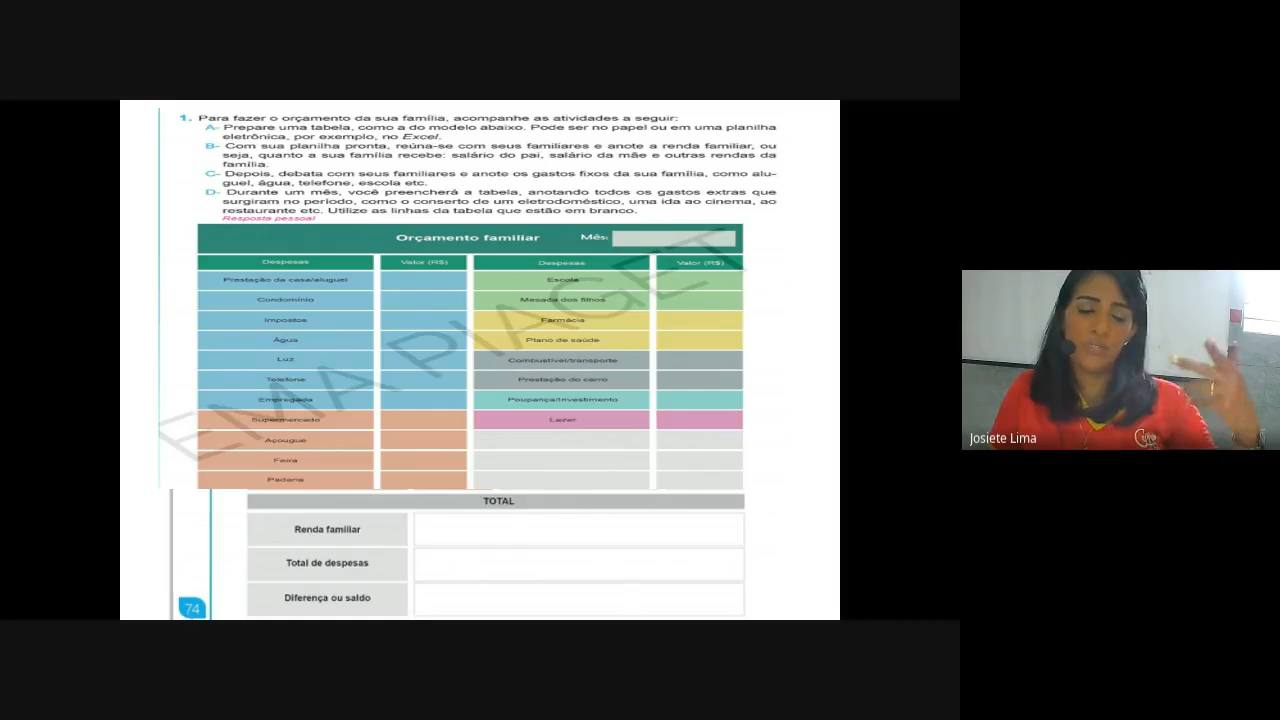 1. Para fazer o orçamento da sua família, acompanhe as atividades a seguir:
A- Prepare uma tabela, como a do modelo abaixo. Pode ser no papel ou em uma planilha
eletrônica, por exemplo, no Excel.
B- Com sua planilha pronta, reúna-se com seus familiares e anote a renda familiar, ou
seja, quanto a sua família recebe: salário do pai, salário da mãe e outras rendas da
família.
C- Depois, debata com seus familiares e anote os gastos fixos da sua família, como alu-
guel, água, telefone, escola etc.
D- Durante um mês, você preencherá a tabela, anotando todos os gastos extras que
surgiram no período, como o conserto de um eletrodoméstico, uma ida ao cinema, ao
restaurante etc. Utilize as linhas da tabela que estão em branco.
Resposta pessoal
Orçamento familiar Mês:
Despesas Valor (R$) Despesas Valor (R$)
Prestação da casa/aluguel Escola
Condomínio Mesada dos filhos
Impostos Farmácia
Água Plano de saúde
Luz Combustível/transporte
Telefone Prestação do carro
Empregada Poupança/Investimento
Supermercado Lazer
Açougue
Feira
Padaria
EMA PIAGET
TOTAL
Renda familiar
Total de despesas
Diferença ou saldo
74
Josiete Lima